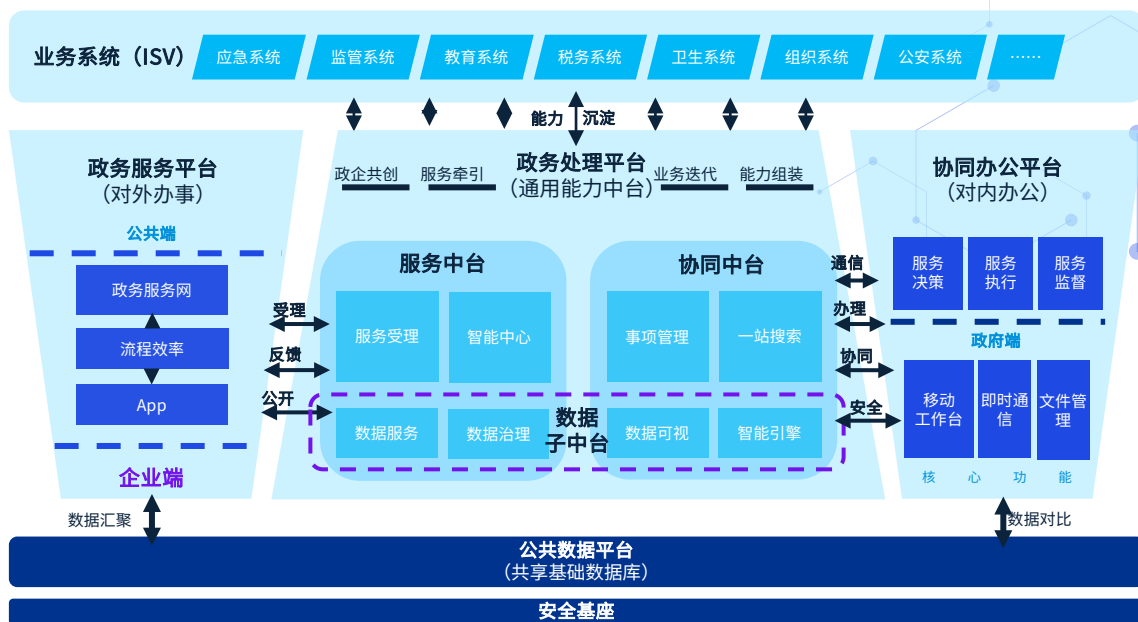 业务系统（ISV）
应急系统
监管系统
教育系统
税务系统
卫生系统
组织系统
公安系统
······
能力
沉淀
政务服务平台
（对外办事）
公共端
政务服务网
流程效率
App
企业端
数据汇聚
政务处理平台
（通用能力中台）
政企共创
服务牵引
业务迭代
能力组装
服务中台
服务受理
智能中心
数据服务
数据治理
数据
子中台
协同中台
事项管理
一站搜索
数据可视
智能引擎
受理
反馈
公开
通信
办理
协同
安全
协同办公平台
（对内办公）
服务
决策
服务
执行
服务
监督
政府端
移动
工作台
即时通
信
文件管
理
核 心 功 能
数据对比
公共数据平台
（共享基础数据库）
安全基座